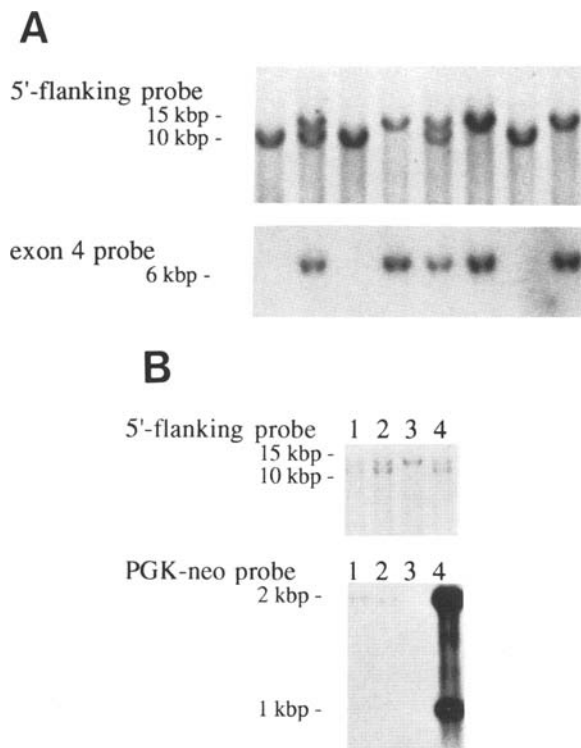 A
5'-flanking probe
15 kbp -
10 kbp -
exon 4 probe
6 kbp -
B
5'-flanking probe 1 2 3 4
15 kbp -
10 kbp -
PGK-neo probe 1 2 3 4
2 kbp -
1 kbp -